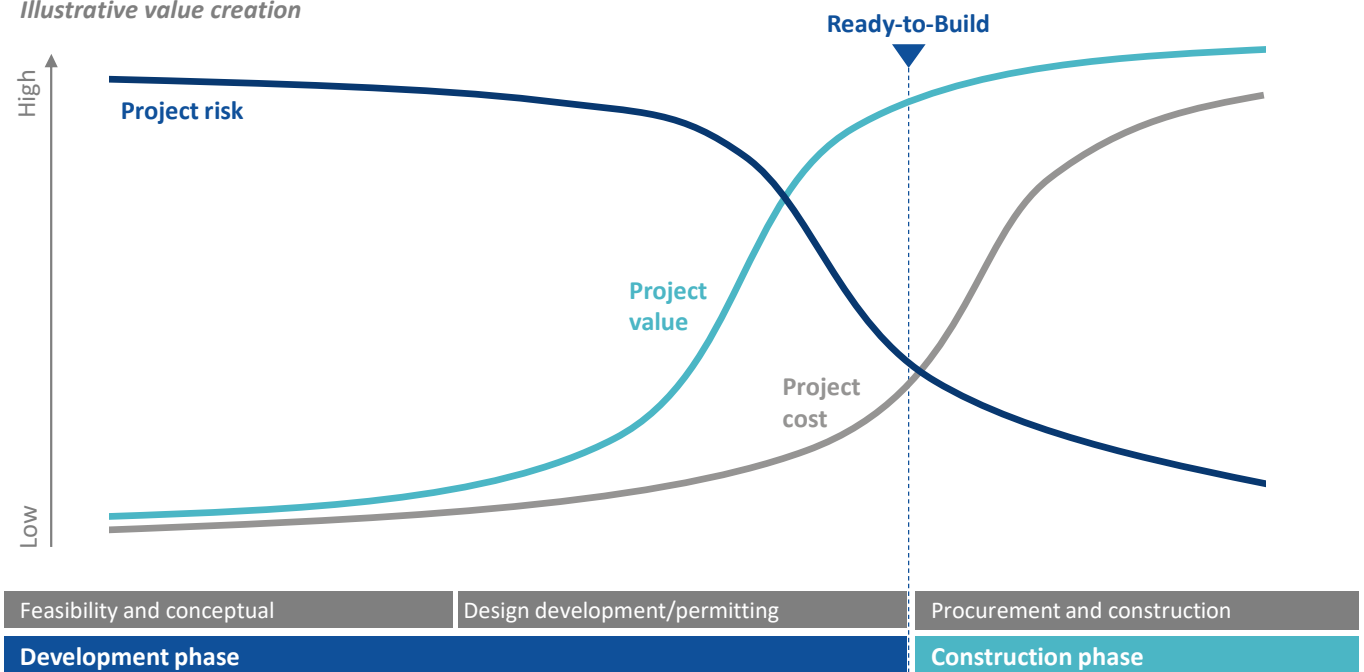 Illustrative value creation
Ready-to-Build
High
Project risk
Project
value
Project
cost
Low
Feasibility and conceptual
Design development/permitting
Procurement and construction
Development phase
Construction phase